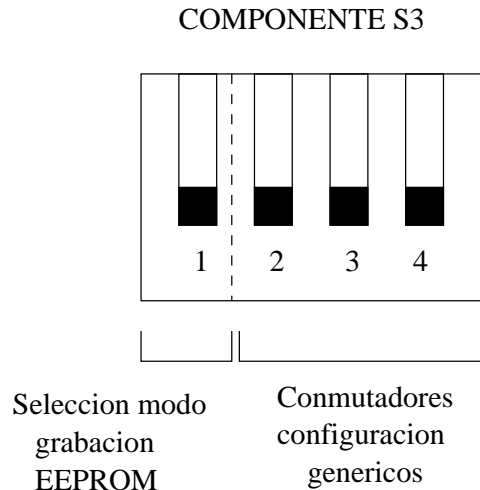 COMPONENTE S3
1 2 3 4
Seleccion modo
grabacion
EEPROM
Conmutadores
configuracion
genericos